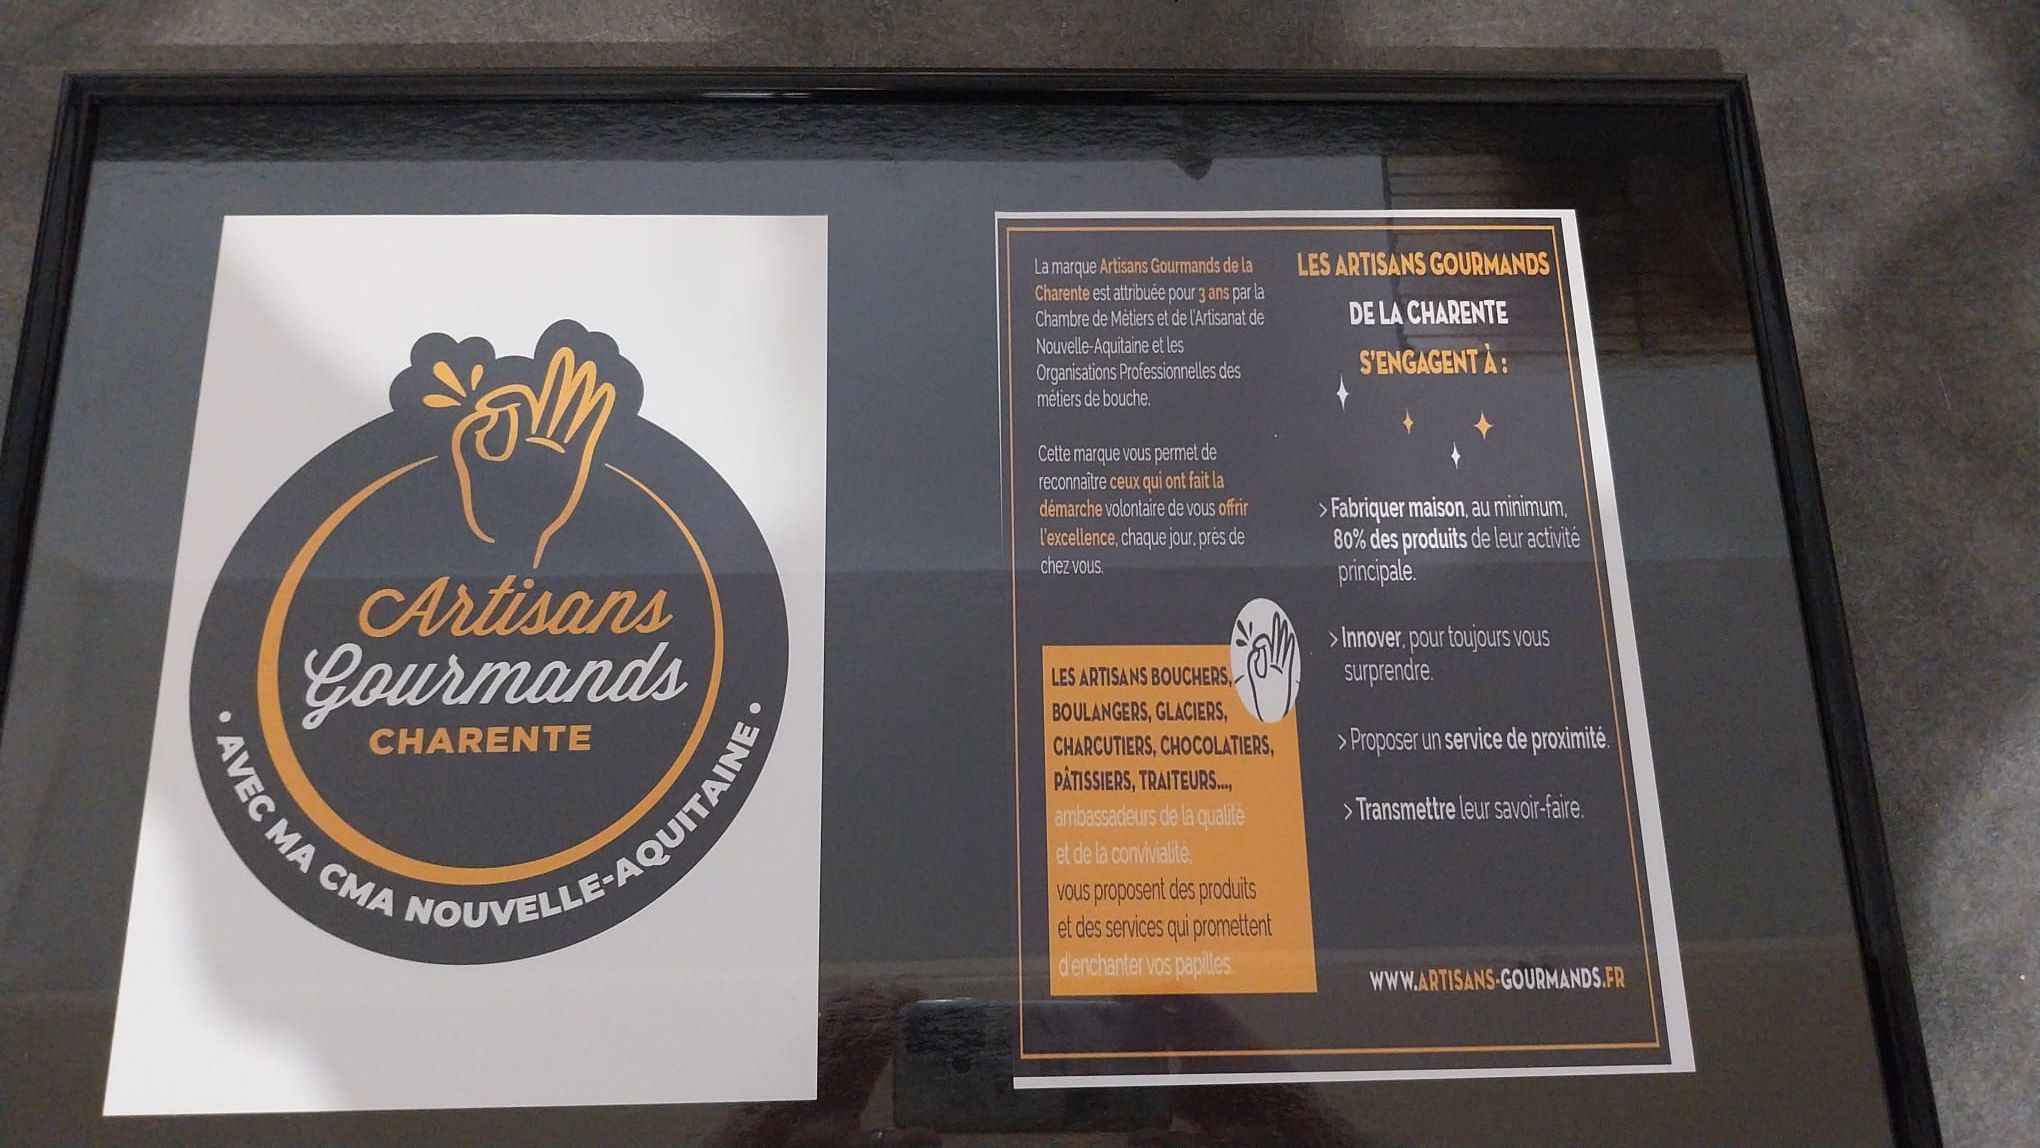 Artisans
Gourmands
CHARENTE
• AVEC MA CMA NOUVELLE-AQUITAINE •
La marque Artisans Gourmands de la
Charente est attribuée pour 3 ans par la
Chambre de Métiers et de l'Artisanat de
Nouvelle-Aquitaine et les
Organisations Professionnelles des
métiers de bouche.
Cette marque vous permet de
reconnaître ceux qui ont fait la
démarche volontaire de vous offrir
l'excellence, chaque jour, près de
chez vous.
LES ARTISANS BOUCHERS,
BOULANGERS, GLACIERS,
CHARCUTIERS, CHOCOLATIERS,
PÂTISSIERS, TRAITEURS...,
ambassadeurs de la qualité
et de la convivialité,
vous proposent des produits
et des services qui promettent
d'enchanter vos papilles.
LES ARTISANS GOURMANDS
DE LA CHARENTE
S'ENGAGENT À :
> Fabriquer maison, au minimum,
80% des produits de leur activité
principale.
> Innover, pour toujours vous
surprendre.
> Proposer un service de proximité.
> Transmettre leur savoir-faire.
WWW.ARTISANS-GOURMANDS.FR